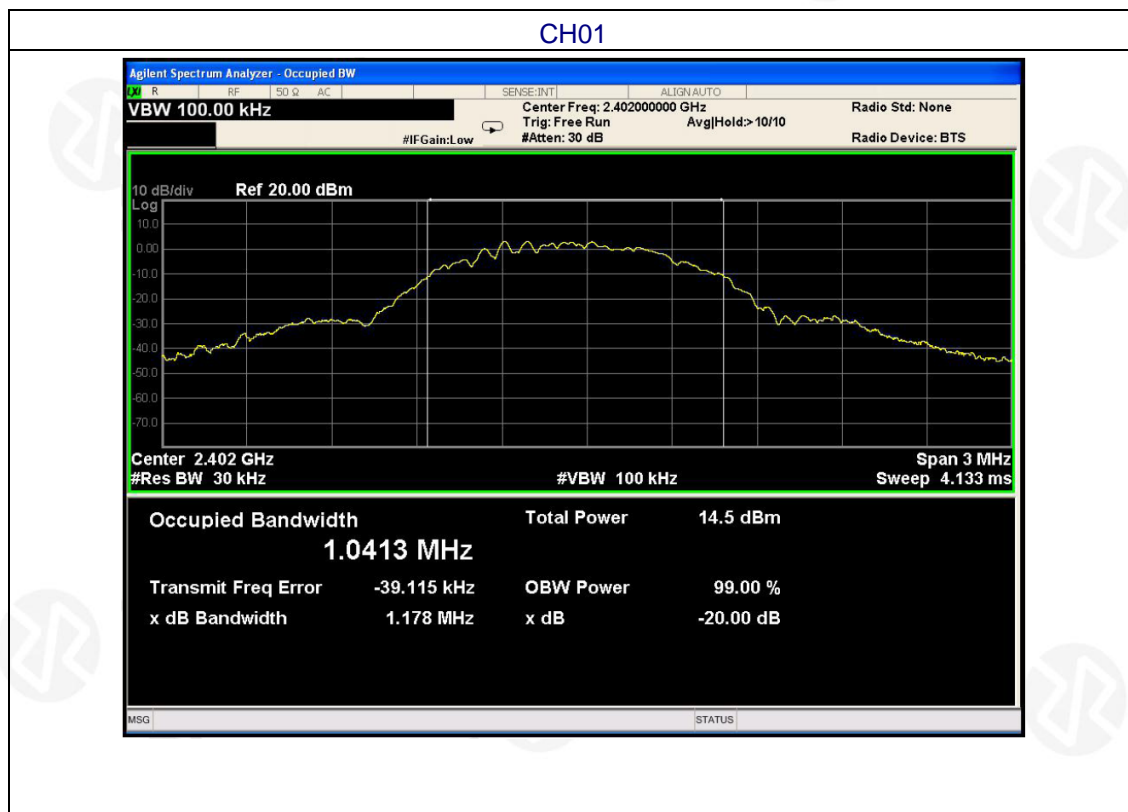 CH01
Agilent Spectrum Analyzer - Occupied BW
LXI R RF 50 Ω AC SENSE:INT ALIGN AUTO
VBW 100.00 kHz
Center Freq: 2.402000000 GHz
Radio Std: None
Trig: Free Run
Avg|Hold:>10/10
#IFGain:Low
#Atten: 30 dB
Radio Device: BTS
10 dB/div Ref 20.00 dBm
Log
10.0
0.00
-10.0
-20.0
-30.0
-40.0
-50.0
-60.0
-70.0
Center 2.402 GHz Span 3 MHz
#Res BW 30 kHz #VBW 100 kHz Sweep 4.133 ms
Occupied Bandwidth Total Power 14.5 dBm
1.0413 MHz
Transmit Freq Error -39.115 kHz OBW Power 99.00 %
x dB Bandwidth 1.178 MHz x dB -20.00 dB
MSG STATUS